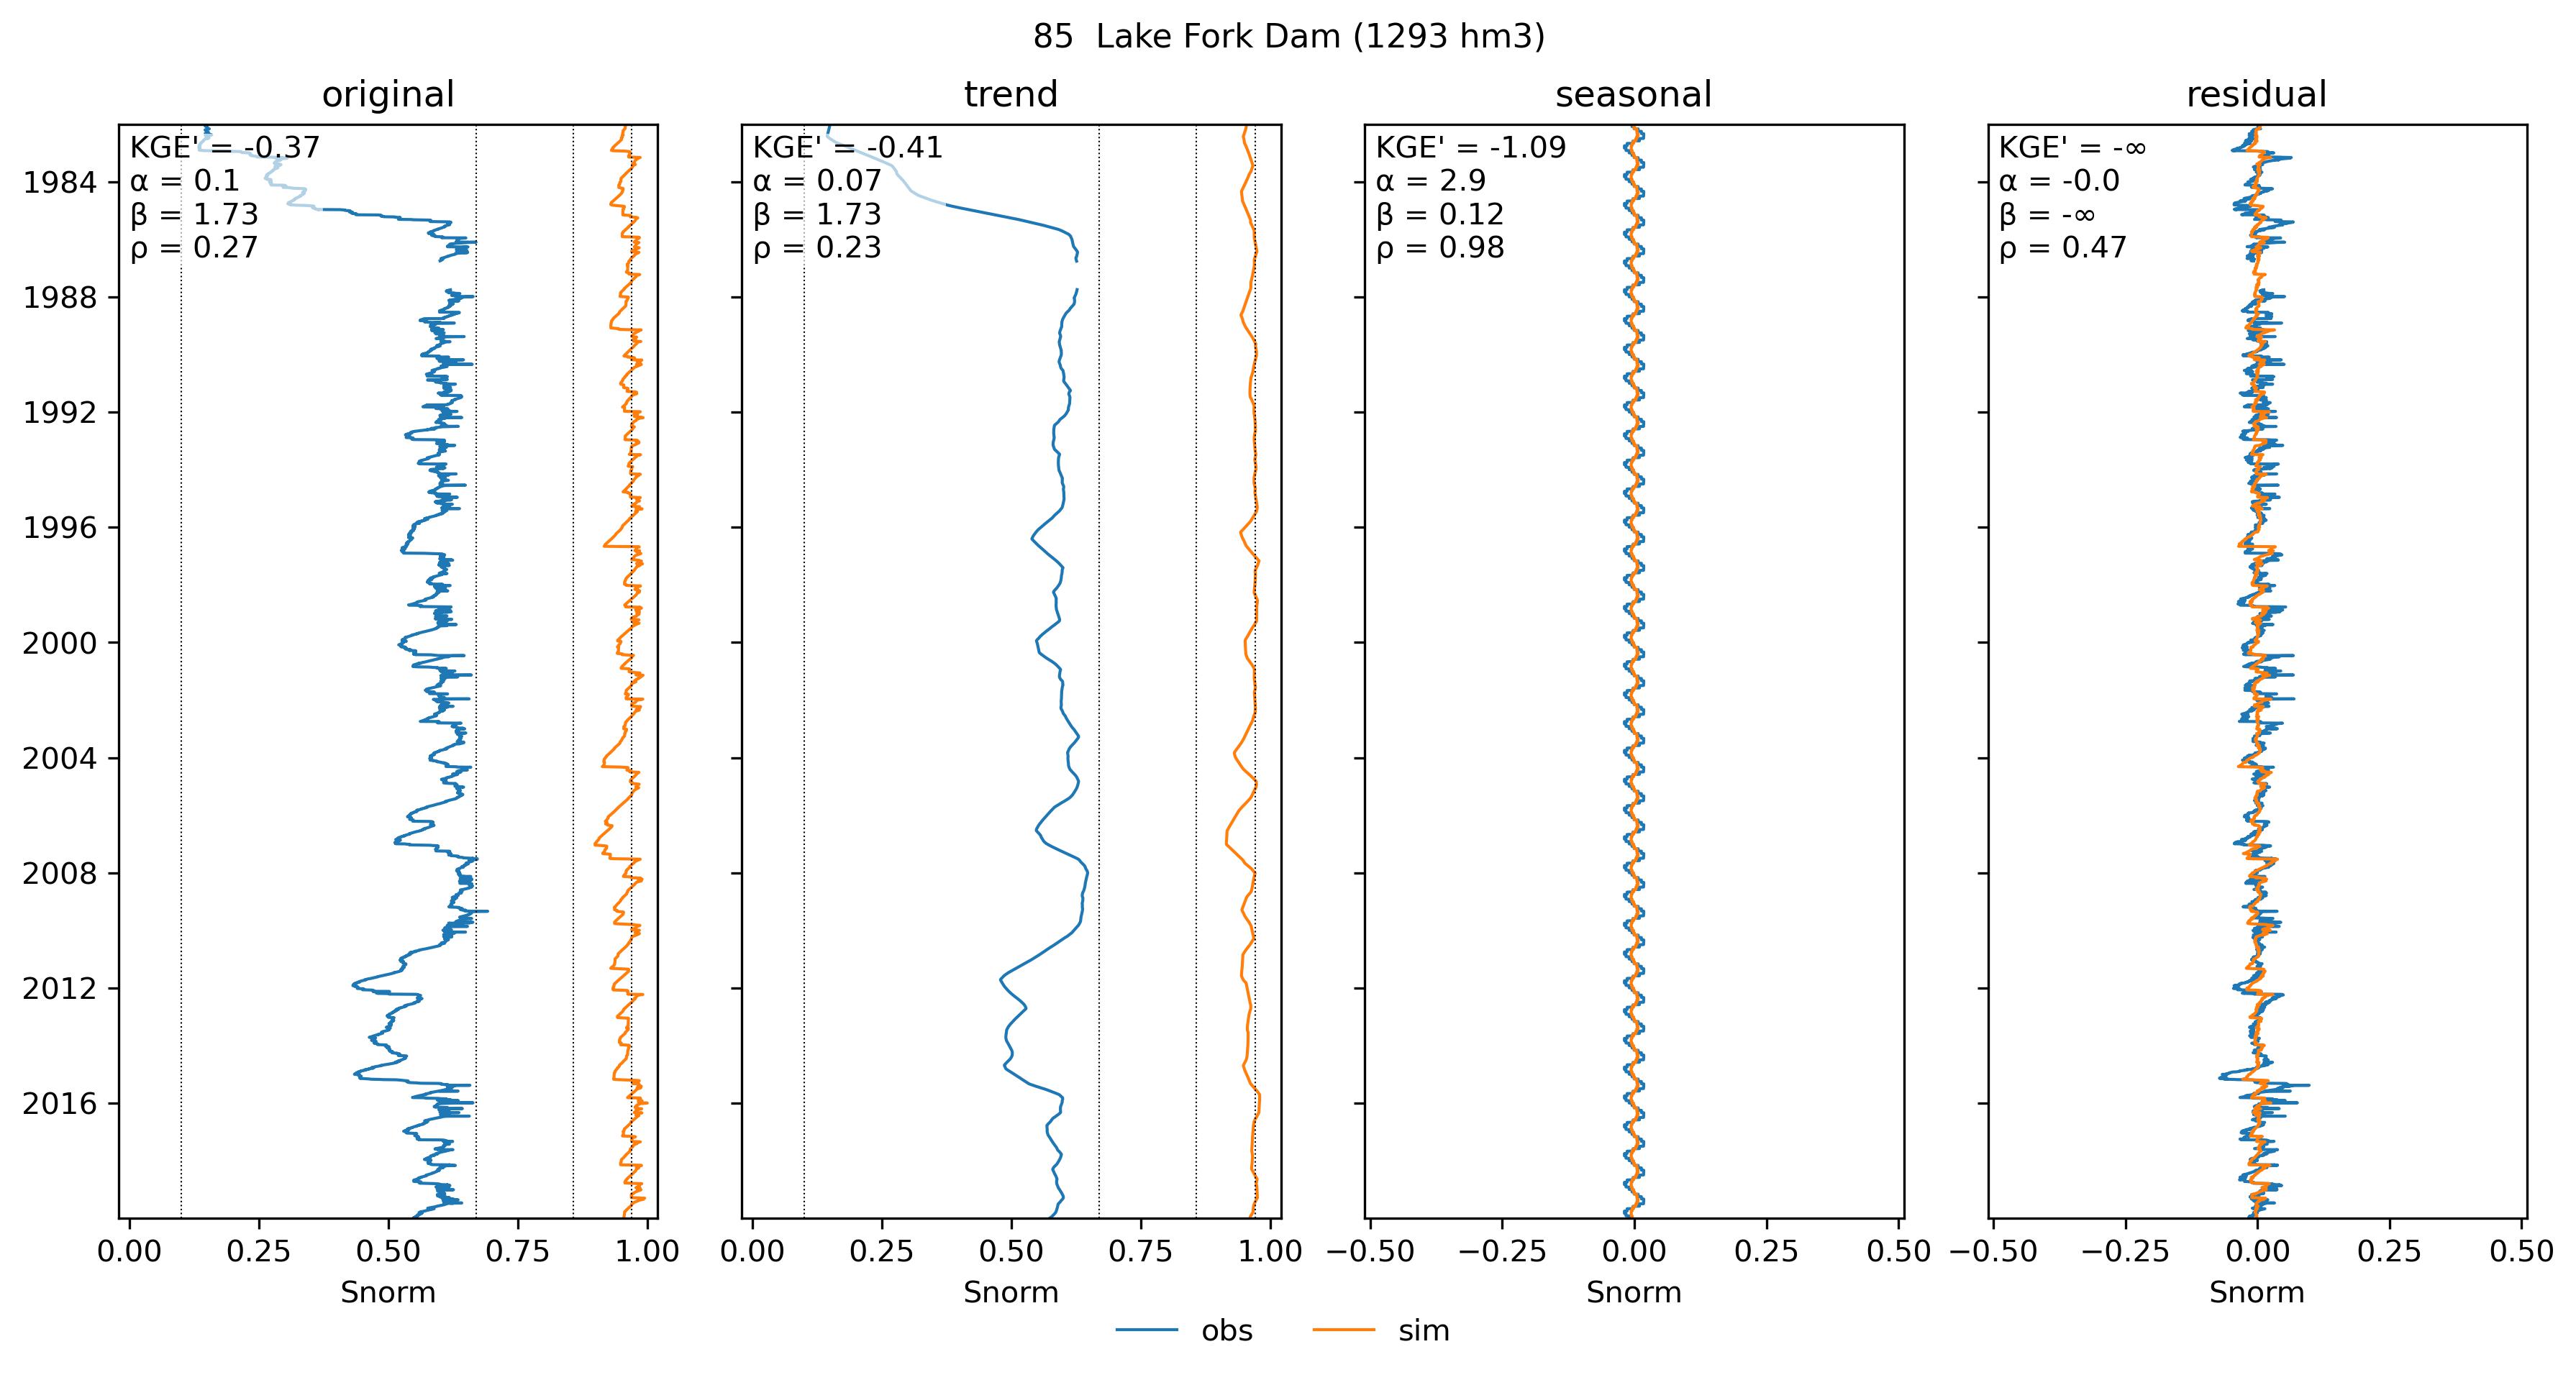 85 Lake Fork Dam (1293 hm3)
original
trend
seasonal
residual
KGE' = -0.37
α = 0.1
β = 1.73
ρ = 0.27
KGE' = -0.41
α = 0.07
β = 1.73
ρ = 0.23
KGE' = -1.09
α = 2.9
β = 0.12
ρ = 0.98
KGE' = -∞
α = -0.0
β = -∞
ρ = 0.47
1984
1988
1992
1996
2000
2004
2008
2012
2016
0.00 0.25 0.50 0.75 1.00
0.00 0.25 0.50 0.75 1.00
−0.50 −0.25 0.00 0.25 0.50
−0.50 −0.25 0.00 0.25 0.50
Snorm
Snorm
Snorm
Snorm
obs sim